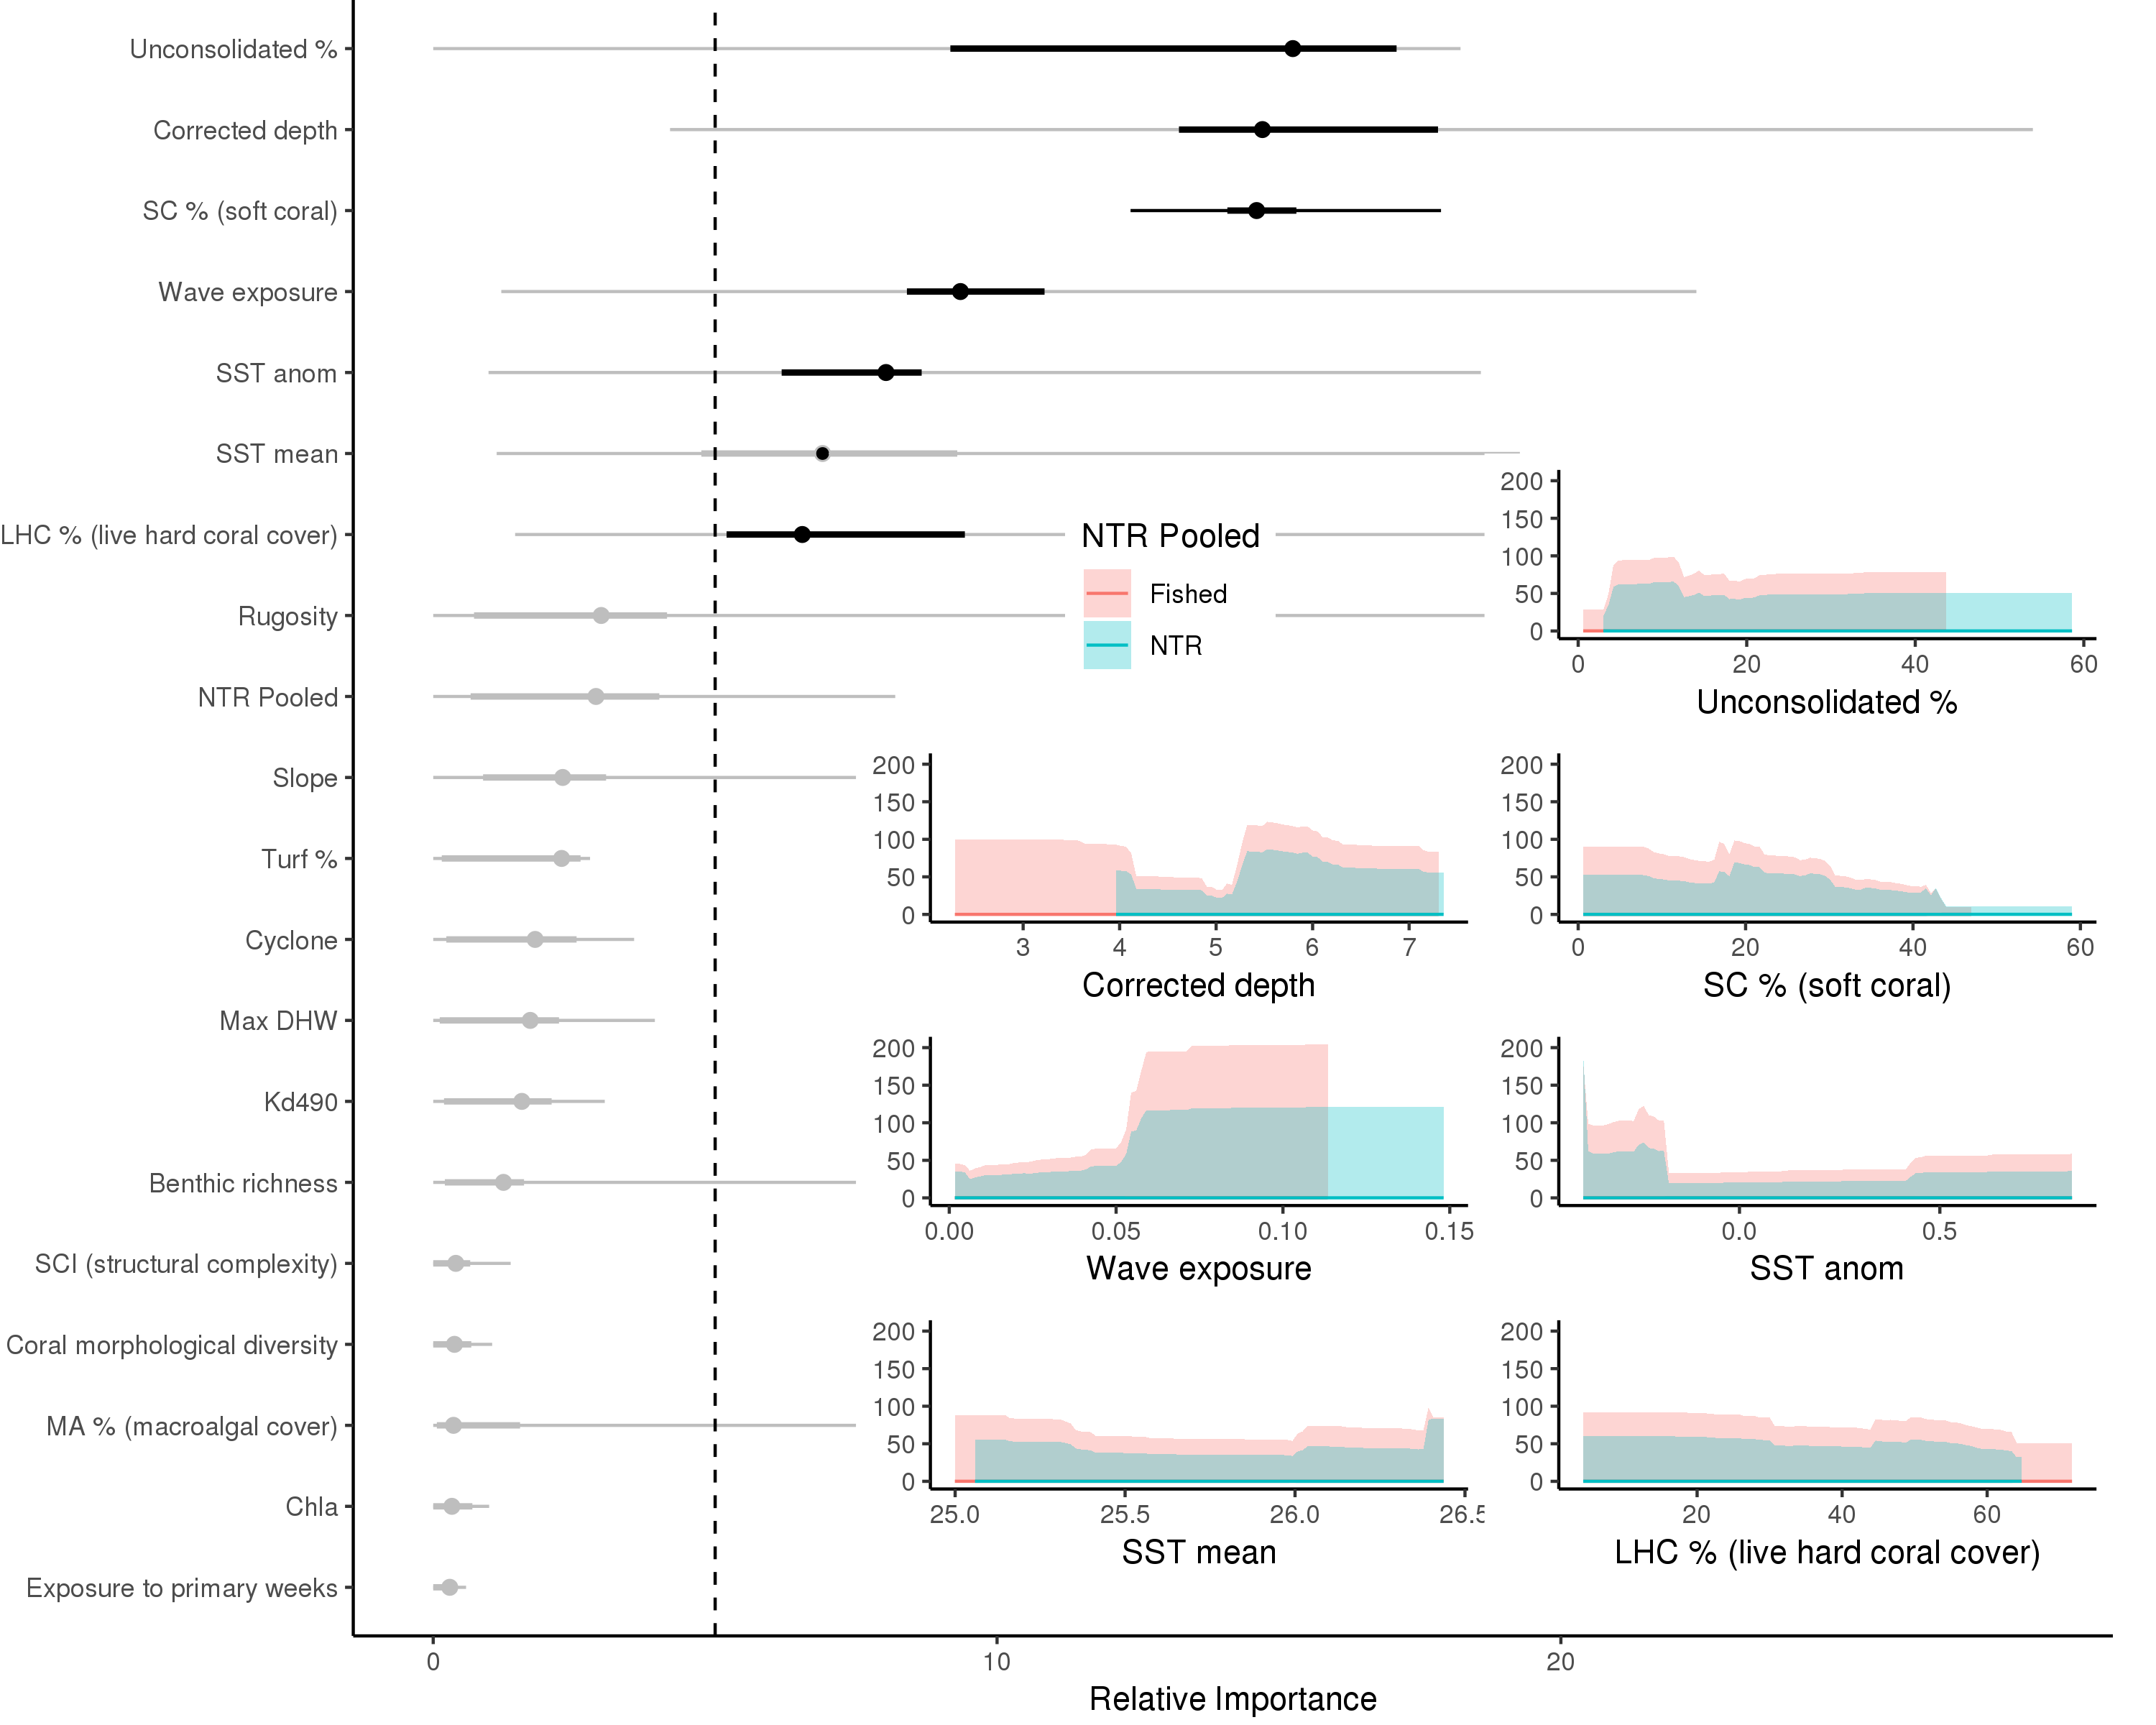 Unconsolidated %
Corrected depth
SC % (soft coral)
Wave exposure
SST anom
SST mean
LHC % (live hard coral cover)
Rugosity
NTR Pooled
Slope
Turf %
Cyclone
Max DHW
Kd490
Benthic richness
SCI (structural complexity)
Coral morphological diversity
MA % (macroalgal cover)
Chla
Exposure to primary weeks
0 10 20
Relative Importance
NTR Pooled
Fished
NTR
200
150
100
50
0
0 20 40 60
Unconsolidated %
200
150
100
50
0
3 4 5 6 7
Corrected depth
200
150
100
50
0
0 20 40 60
SC % (soft coral)
200
150
100
50
0
0.00 0.05 0.10 0.15
Wave exposure
200
150
100
50
0
0.0 0.5
SST anom
200
150
100
50
0
25.0 25.5 26.0 26.5
SST mean
200
150
100
50
0
20 40 60
LHC % (live hard coral cover)